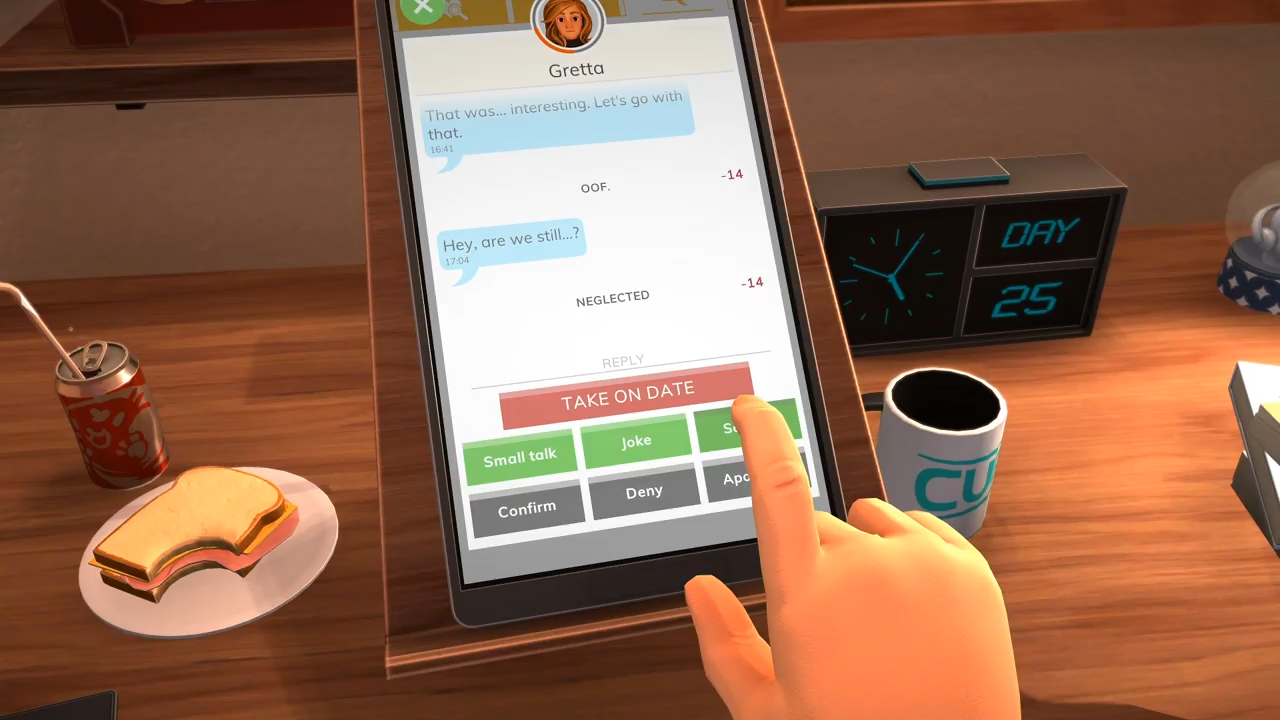 Gretta
That was... interesting. Let's go with
that.
16:41
OOF.
-14
Hey, are we still...?
17:04
NEGLECTED
-14
REPLY
TAKE ON DATE
Small talk
Joke
Confirm
Deny
DAY
25
CU